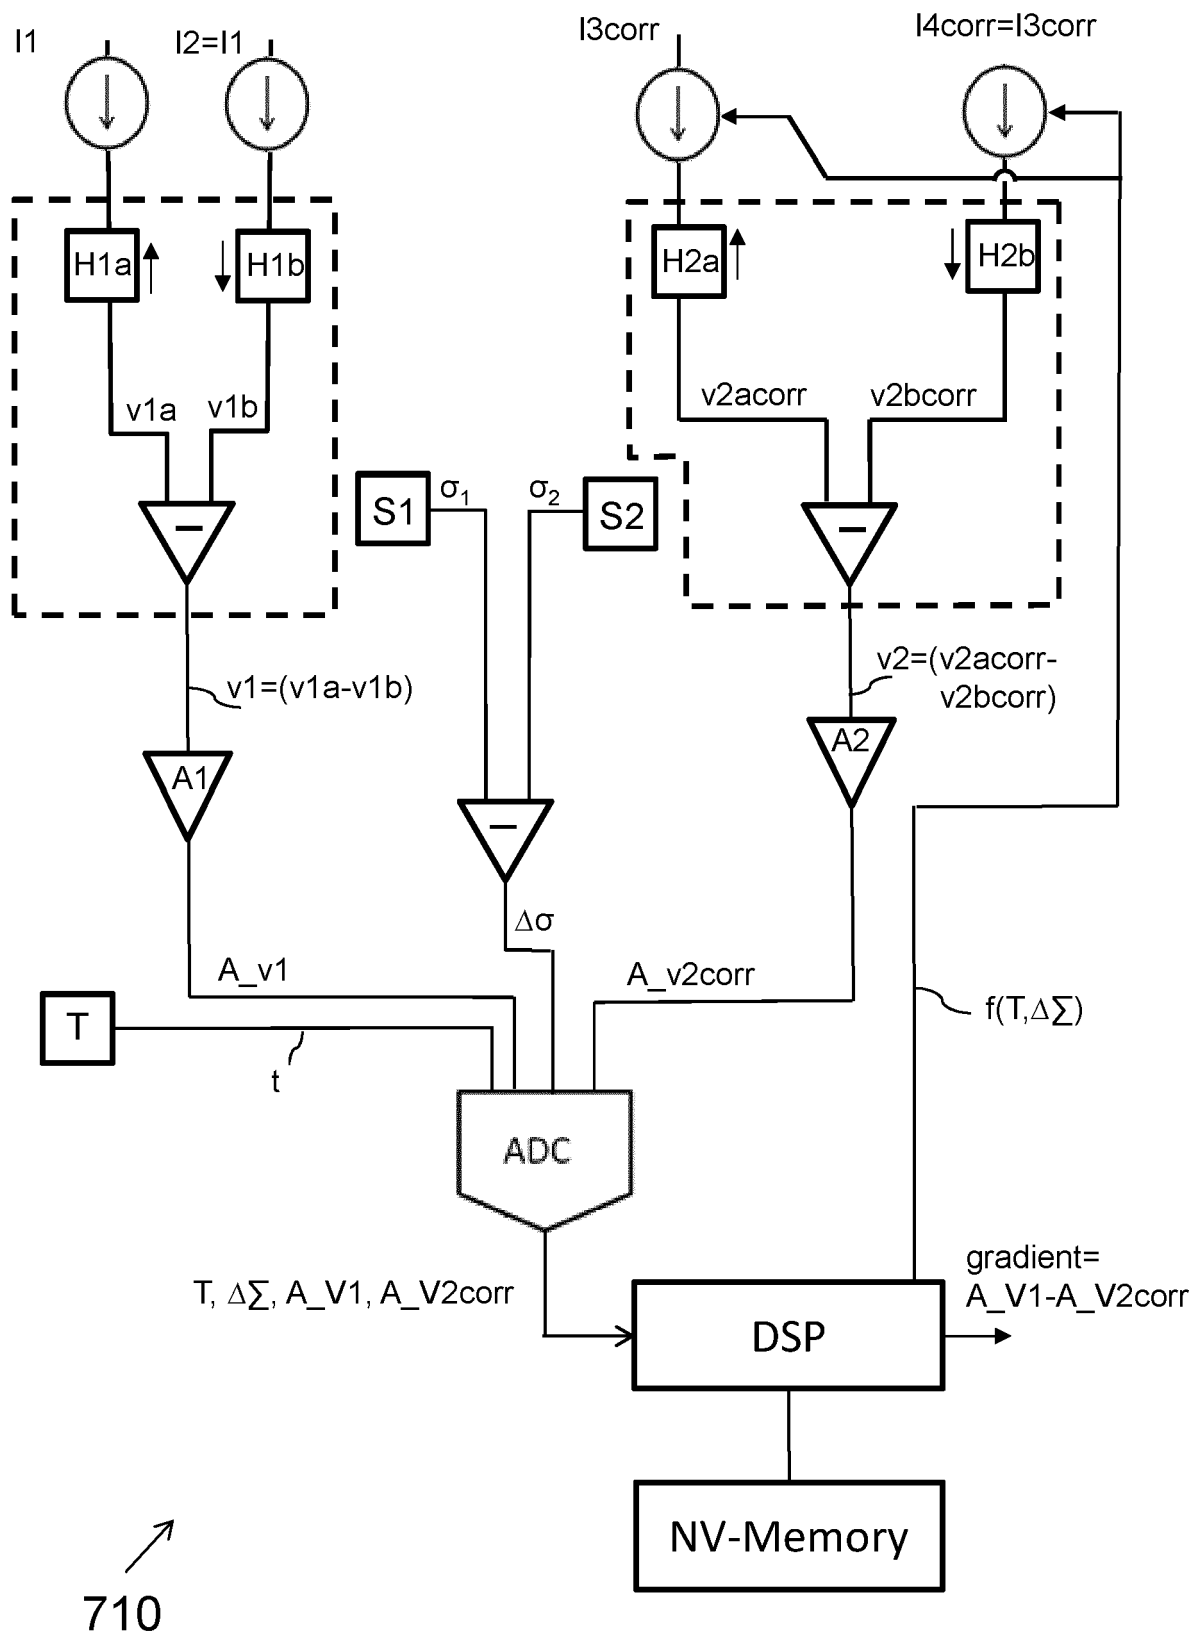 I1
I2=I1
I3corr
I4corr=I3corr
H1a
H1b
H2a
H2b
v1a
v1b
v2acorr
v2bcorr
S1
σ1
σ2
S2
v1=(v1a-v1b)
v2=(v2acorr-
v2bcorr)
A1
A2
Δσ
A_v1
A_v2corr
T
t
f(T,Δ∑)
ADC
T, Δ∑, A_V1, A_V2corr
gradient=
A_V1-A_V2corr
DSP
NV-Memory
710